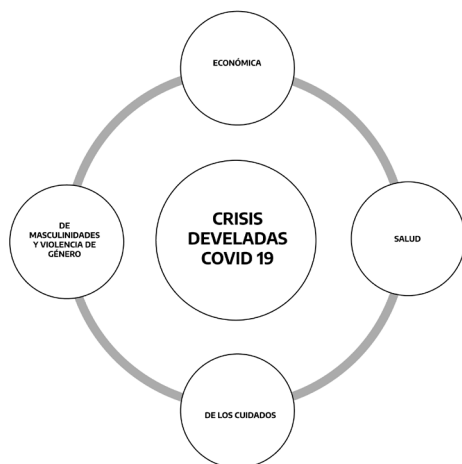 ECONÓMICA
DE
MASCULINIDADES
Y VIOLENCIA DE
GÉNERO
CRISIS
DEVELADAS
COVID 19
SALUD
DE LOS CUIDADOS